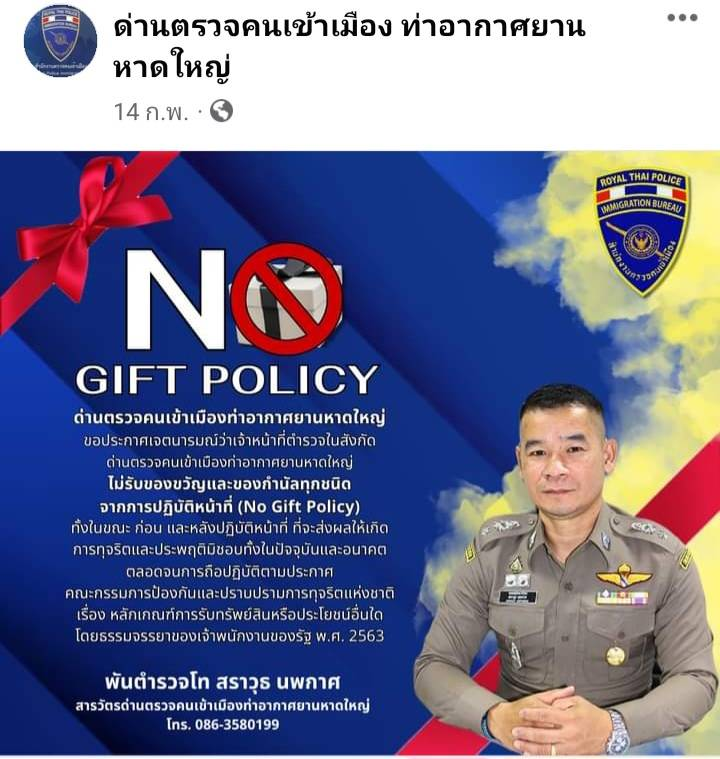 ด่านตรวจคนเข้าเมือง ท่าอากาศยาน
หาดใหญ่
14 ก.พ. ·
ROYAL THAI POLICE
IMMIGRATION BUREAU
สำนักงานตรวจคนเข้าเมือง
NO
GIFT POLICY
ด่านตรวจคนเข้าเมืองท่าอากาศยานหาดใหญ่
ขอประกาศเจตนารมณ์ว่าเจ้าหน้าที่ตำรวจในสังกัด
ด่านตรวจคนเข้าเมืองท่าอากาศยานหาดใหญ่
ไม่รับของขวัญและของกำนัลทุกชนิด
จากการปฏิบัติหน้าที่ (No Gift Policy)
ทั้งในขณะ ก่อน และหลังปฏิบัติหน้าที่ ที่จะส่งผลให้เกิด
การทุจริตและประพฤติมิชอบทั้งในปัจจุบันและอนาคต
ตลอดจนการถือปฏิบัติตามประกาศ
คณะกรรมการป้องกันและปราบปรามการทุจริตแห่งชาติ
เรื่อง หลักเกณฑ์การรับทรัพย์สินหรือประโยชน์อื่นใด
โดยธรรมจรรยาของเจ้าพนักงานของรัฐ พ.ศ. 2563
พันตำรวจโท สราวุธ นพกาศ
สารวัตรด่านตรวจคนเข้าเมืองท่าอากาศยานหาดใหญ่
โทร. 086-3580199